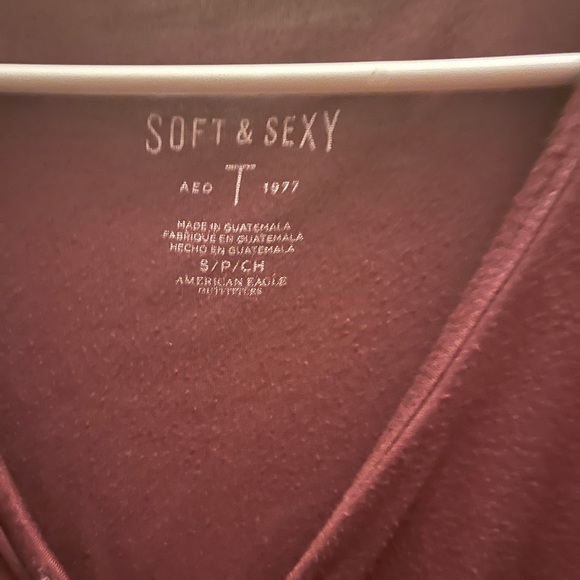 SOFT & SEXY
AEO T 1977
MADE IN GUATEMALA
FABRIQUE EN GUATEMALA
HECHO EN GUATEMALA
S/P/CH
AMERICAN EAGLE
OUTFITTERS